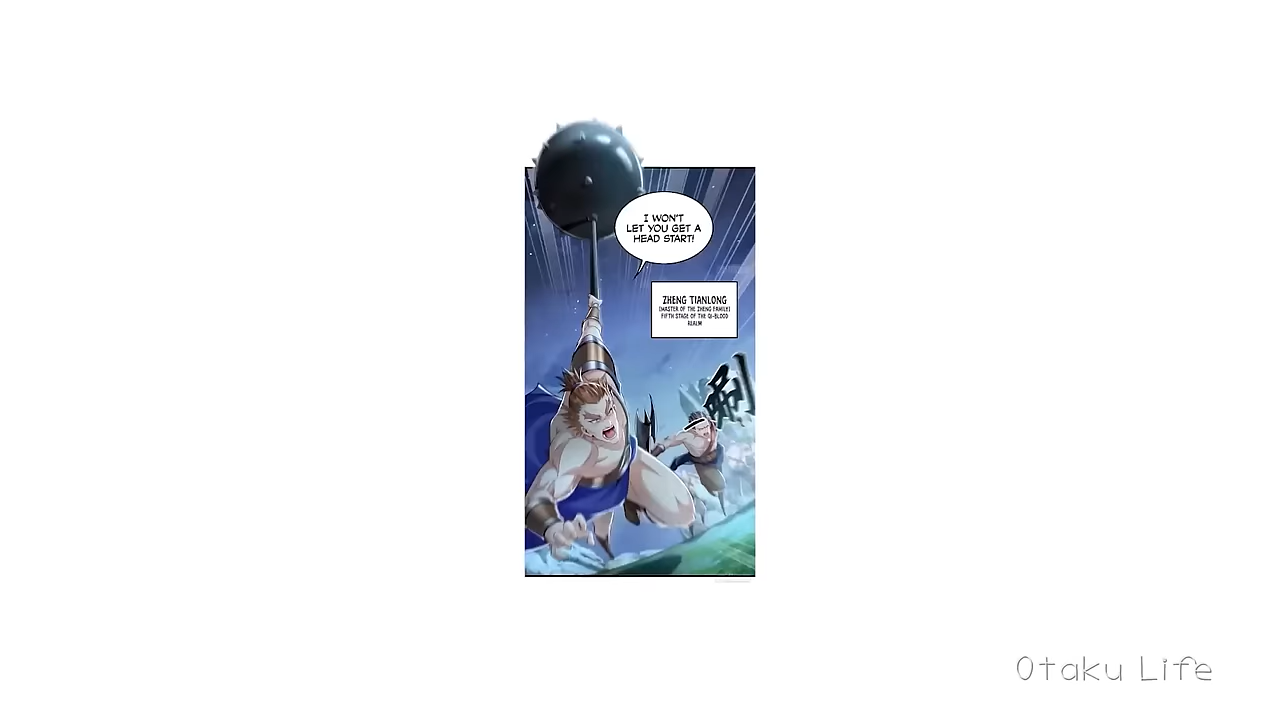 I WON'T
LET YOU GET A
HEAD START!
ZHENG TIANLONG
[MASTER OF THE ZHENG FAMILY]
FIFTH STAGE OF THE QI-BLOOD
REALM
唰
Otaku Life